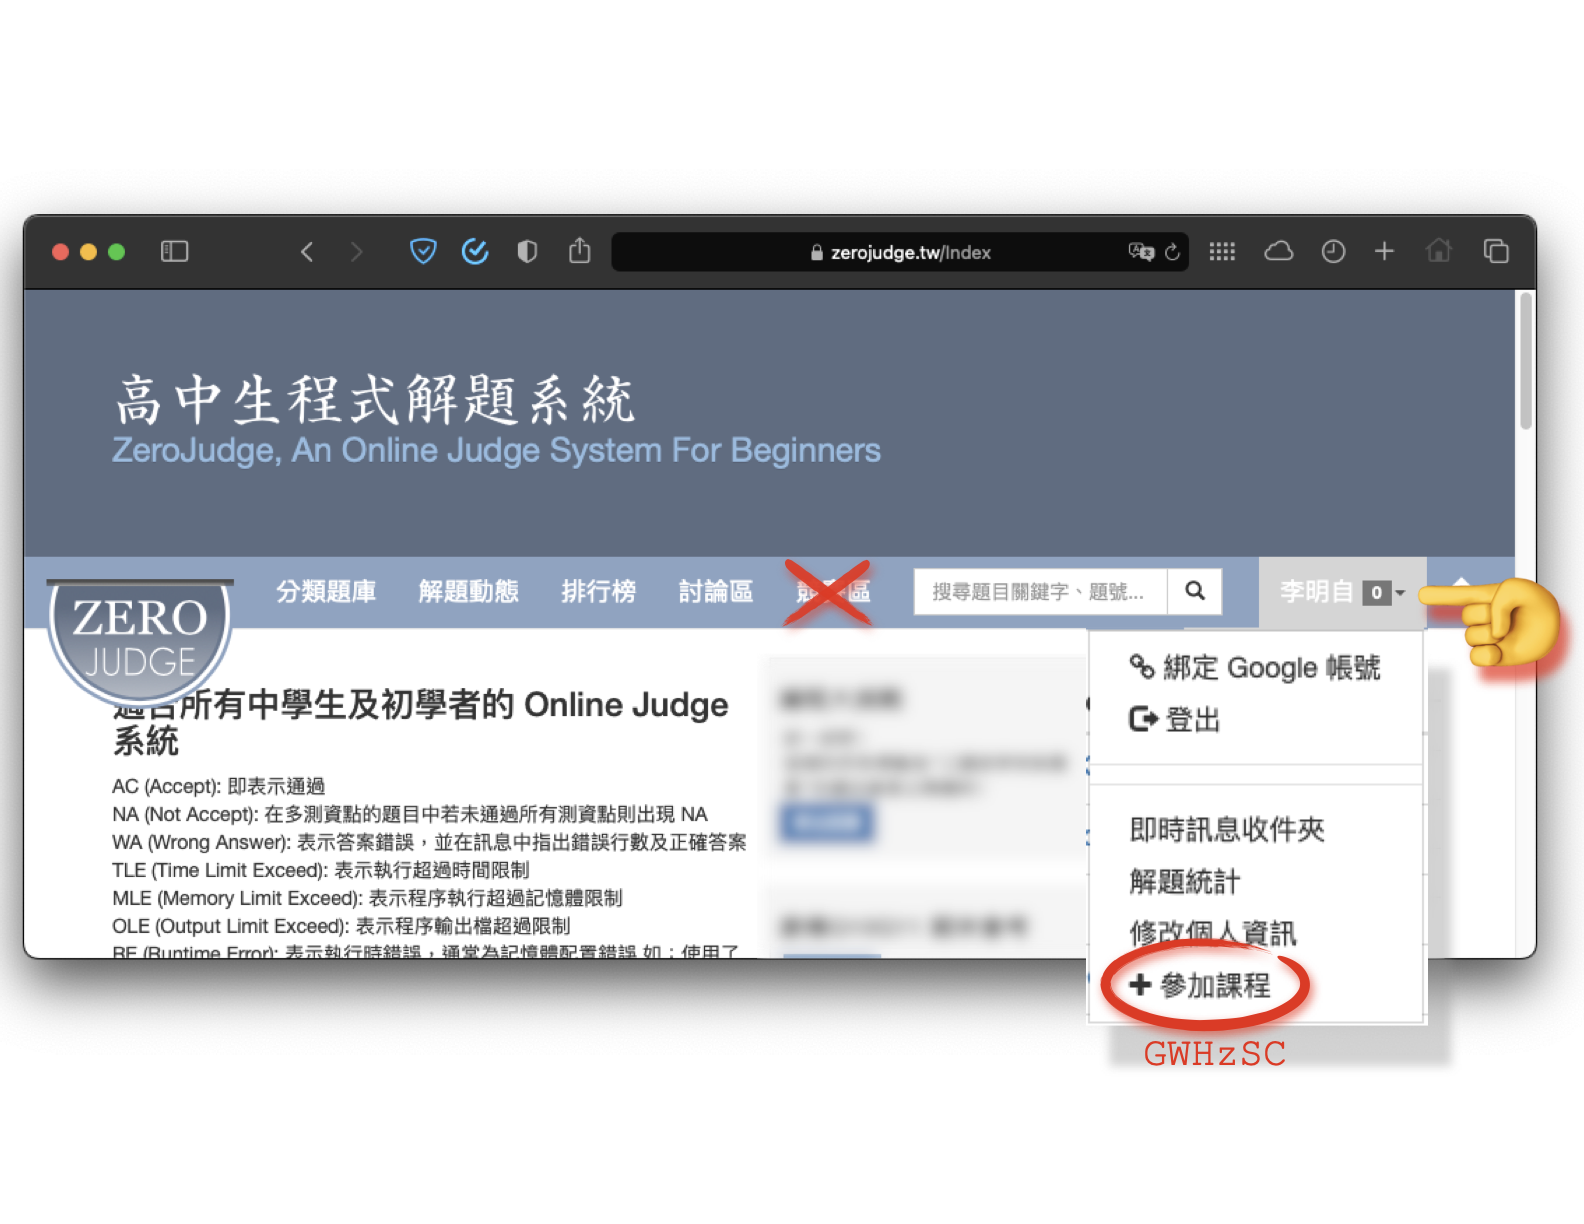 zerojudge.tw/Index
高中生程式解題系統
ZeroJudge, An Online Judge System For Beginners
ZERO
JUDGE
分類題庫 解題動態 排行榜 討論區 搜尋題目關鍵字、題號... 李明自 0
綁定 Google 帳號
登出
即時訊息收件夾
解題統計
修改個人資訊
參加課程
GWHzSC
適合所有中學生及初學者的 Online Judge
系統
AC (Accept): 即表示通過
NA (Not Accept): 在多測資點的題目中若未通過所有測資點則出現 NA
WA (Wrong Answer): 表示答案錯誤，並在訊息中指出錯誤行數及正確答案
TLE (Time Limit Exceed): 表示執行超過時間限制
MLE (Memory Limit Exceed): 表示程序執行超過記憶體限制
OLE (Output Limit Exceed): 表示程序輸出檔超過限制
RE (Runtime Error): 表示執行時錯誤，通常為記憶體配置錯誤 如：使用了